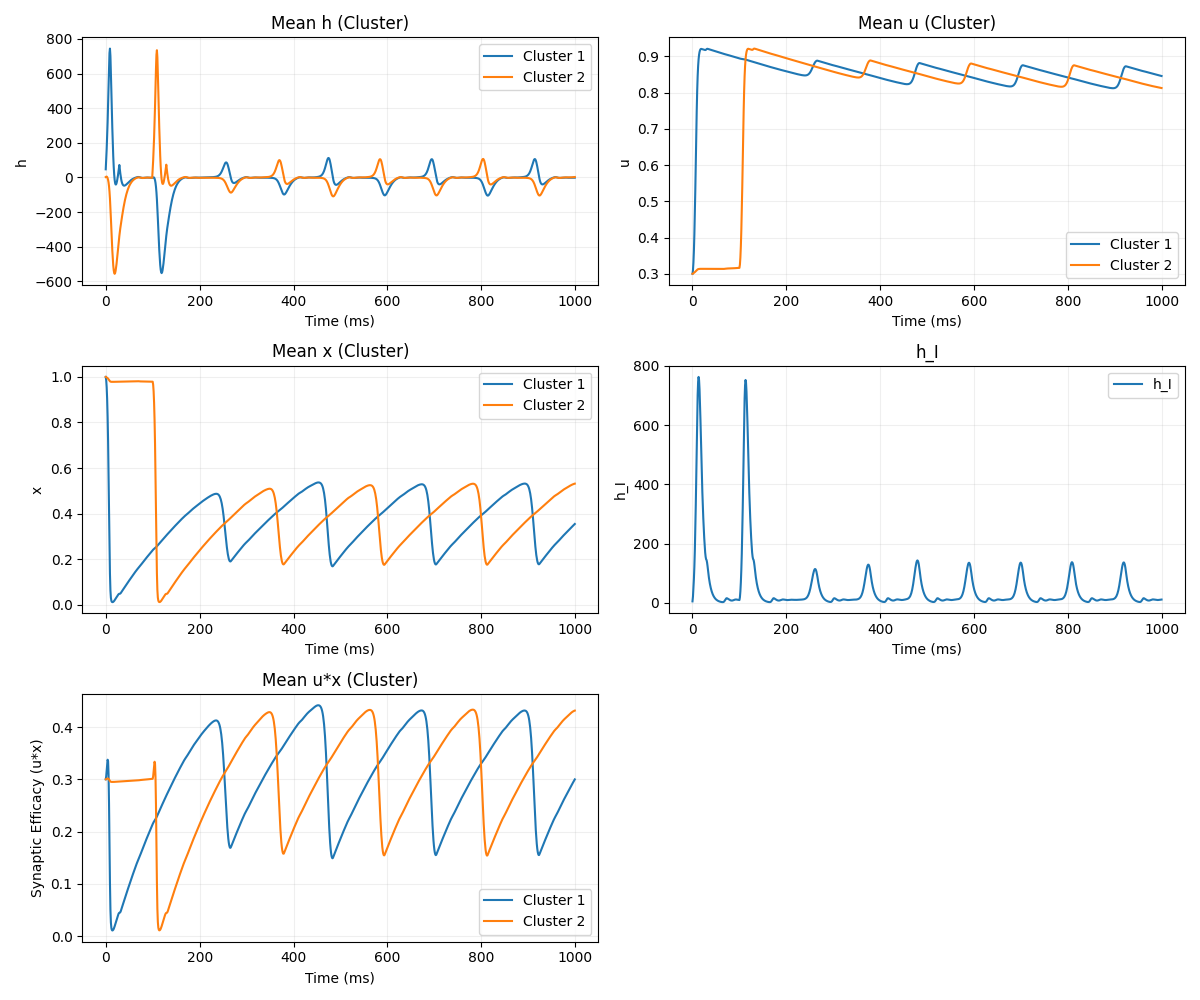 Mean h (Cluster)
h
800
600
400
200
0
−200
−400
−600
0 200 400 600 800 1000
Time (ms)
Cluster 1
Cluster 2
Mean u (Cluster)
u
0.9
0.8
0.7
0.6
0.5
0.4
0.3
0 200 400 600 800 1000
Time (ms)
Cluster 1
Cluster 2
Mean x (Cluster)
x
1.0
0.8
0.6
0.4
0.2
0.0
0 200 400 600 800 1000
Time (ms)
Cluster 1
Cluster 2
h_I
h_I
800
600
400
200
0
0 200 400 600 800 1000
Time (ms)
h_I
Mean u*x (Cluster)
Synaptic Efficacy (u*x)
0.4
0.3
0.2
0.1
0.0
0 200 400 600 800 1000
Time (ms)
Cluster 1
Cluster 2